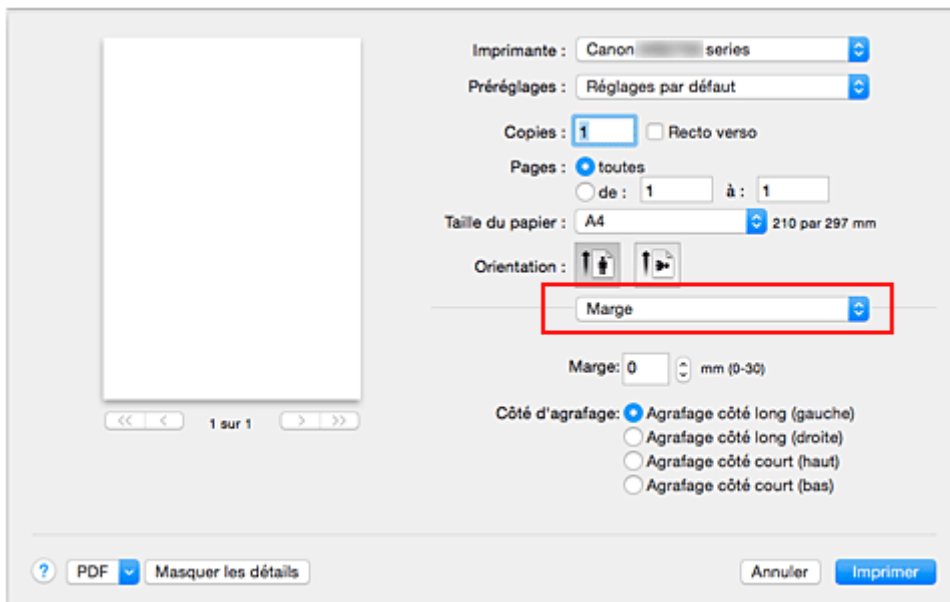 Imprimante : Canon series
Préréglages : Réglages par défaut
Copies : 1 Recto verso
Pages : toutes
de : 1 à : 1
Taille du papier : A4 210 par 297 mm
Orientation :
Marge
Marge: 0 mm (0-30)
1 sur 1
Côté d'agrafage: Agrafage côté long (gauche)
Agrafage côté long (droite)
Agrafage côté court (haut)
Agrafage côté court (bas)
? PDF Masquer les détails Annuler Imprimer